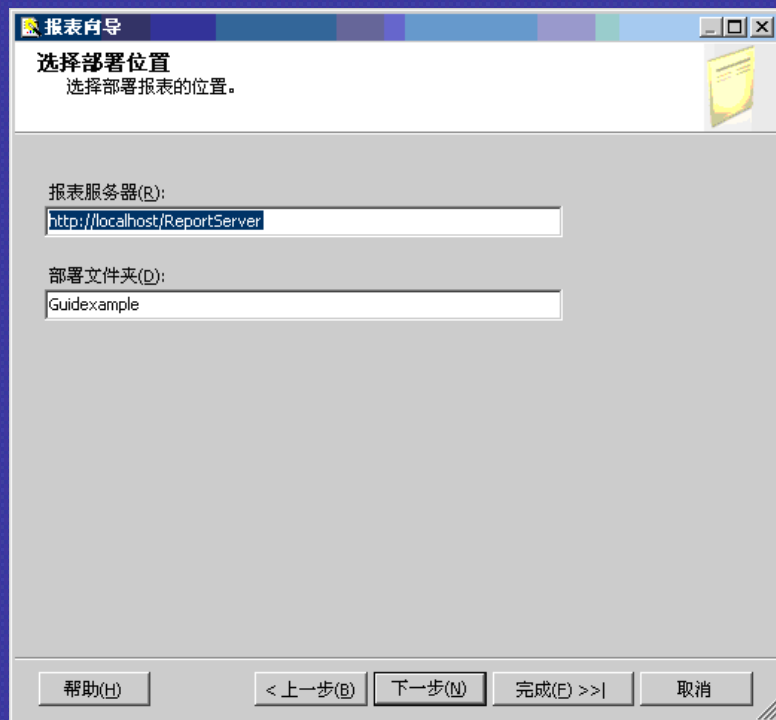 报表向导
选择部署位置
选择部署报表的位置。
报表服务器(R):
http://localhost/ReportServer
部署文件夹(D):
Guidexample
帮助(H)
< 上一步(B)
下一步(N)
完成(F) >>|
取消